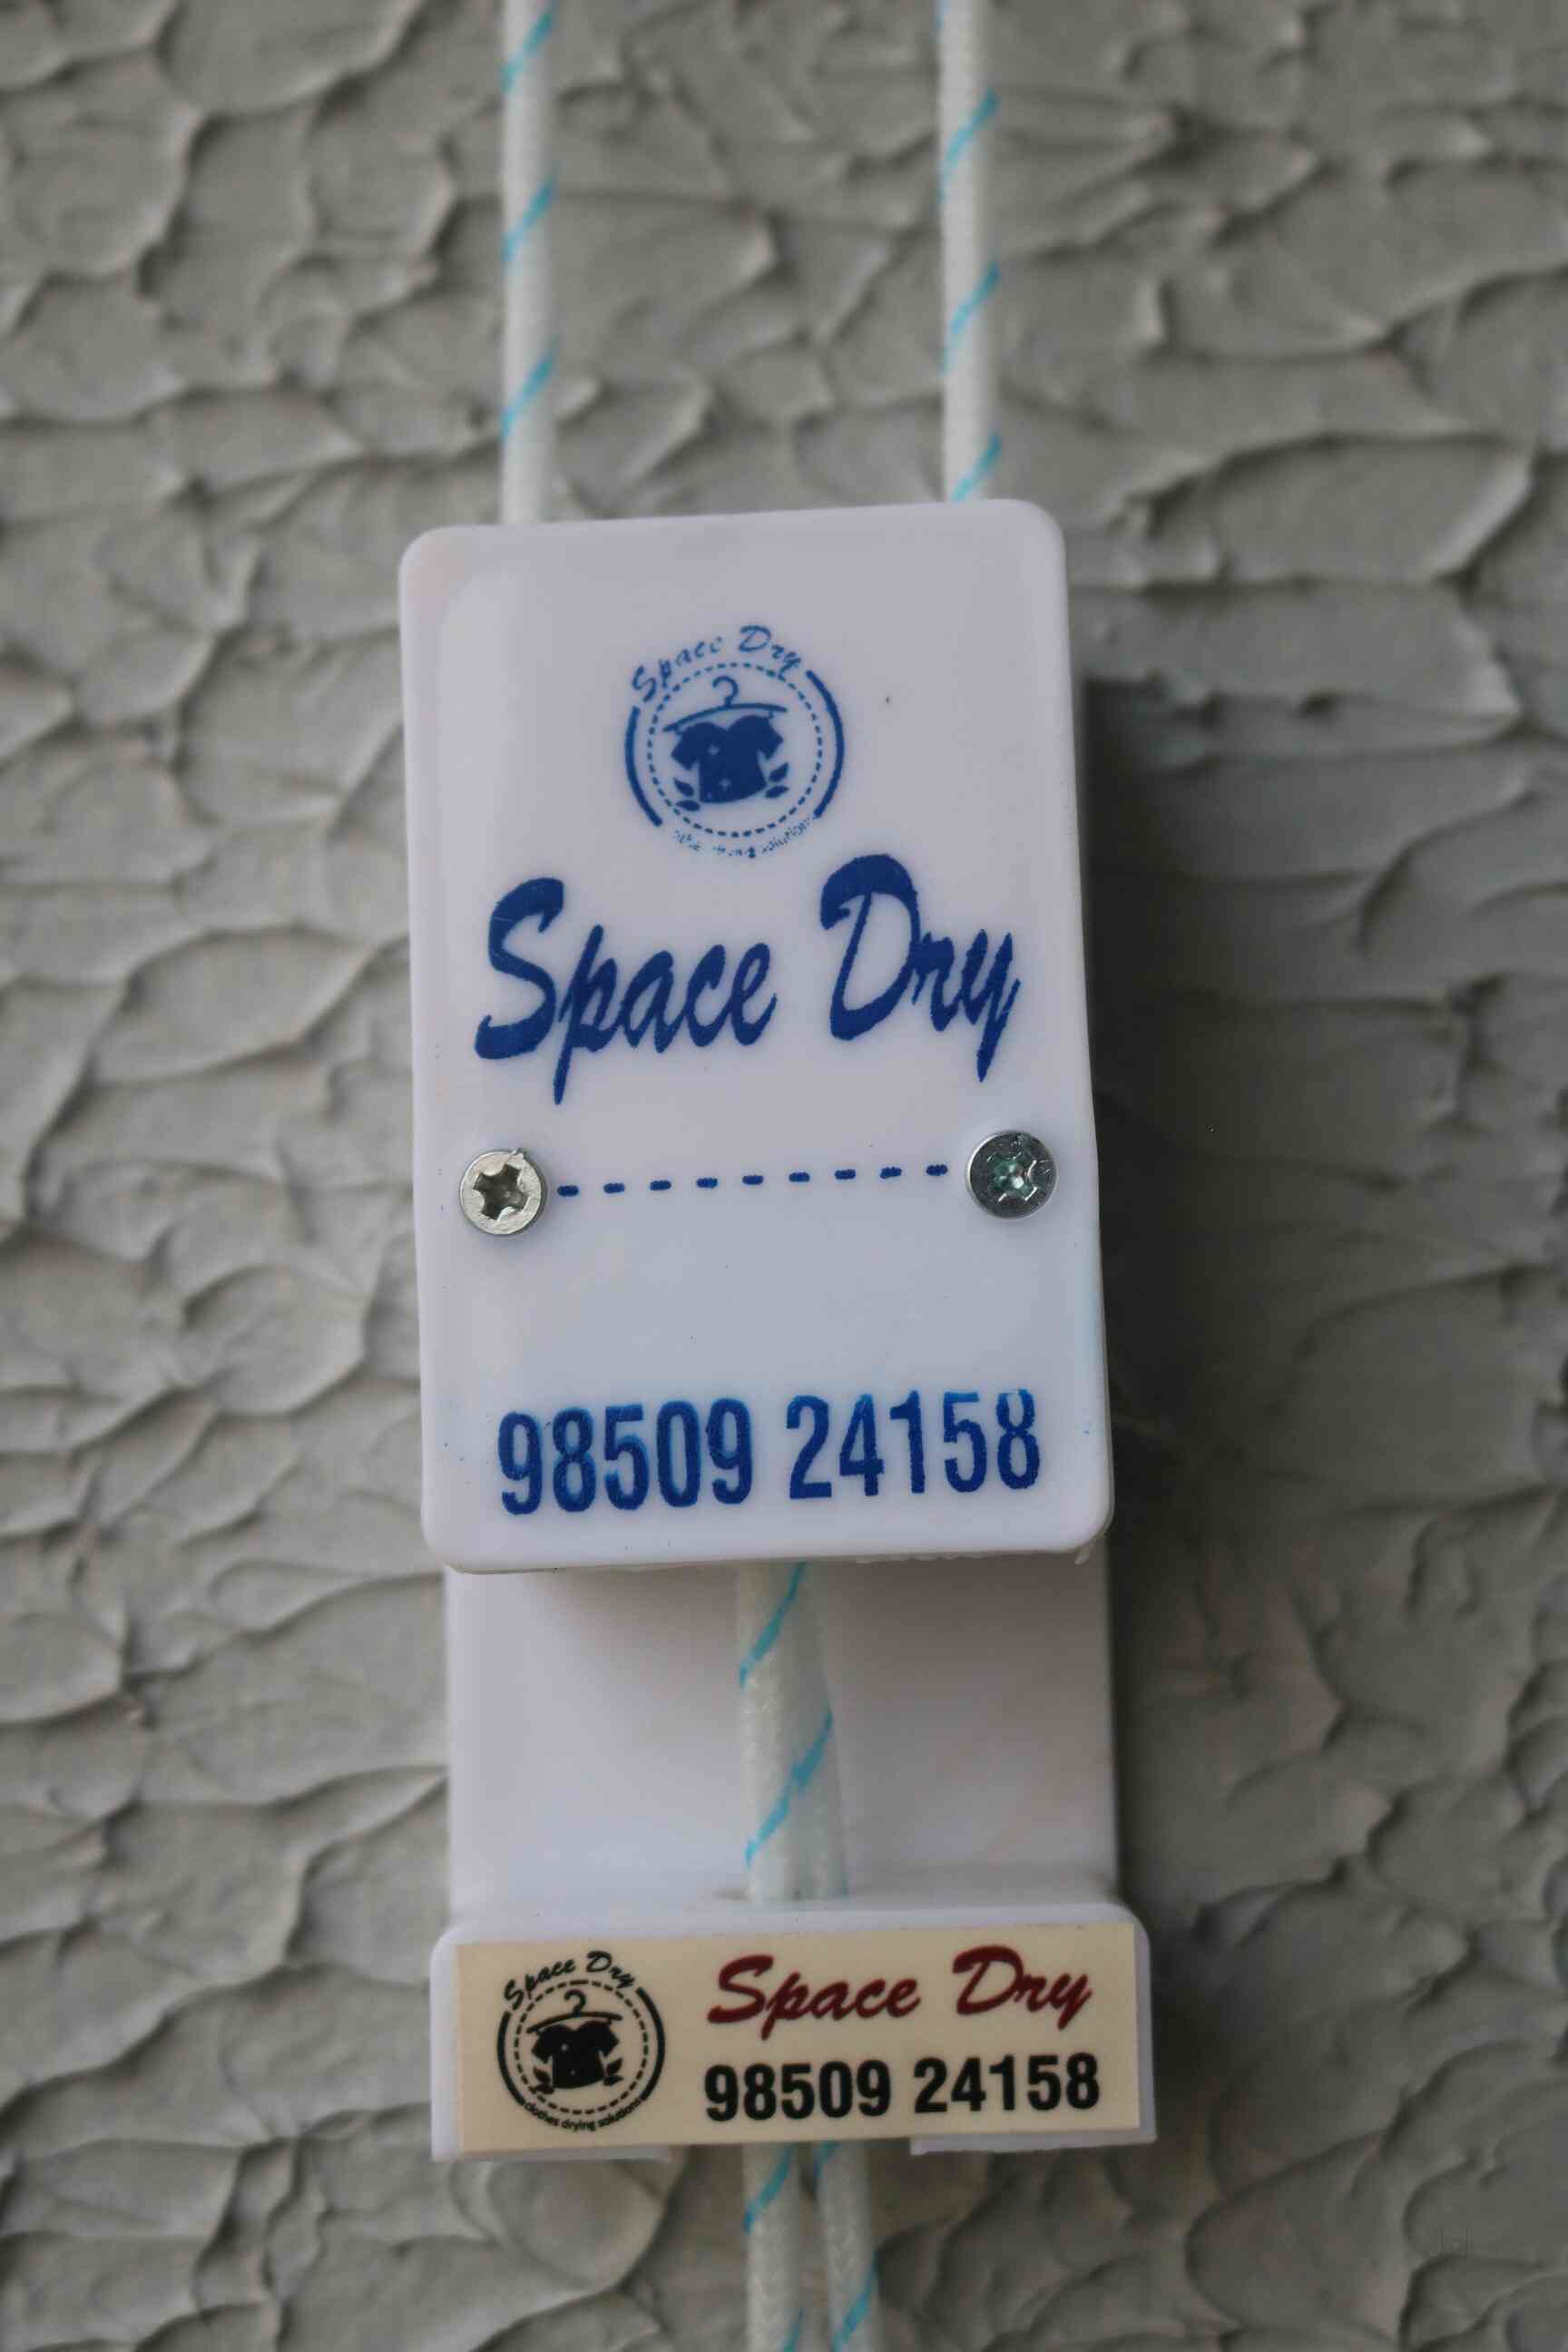 Space Dry
Space Dry
98509 24158
Space Dry
clothes drying solutions
Space Dry
98509 24158